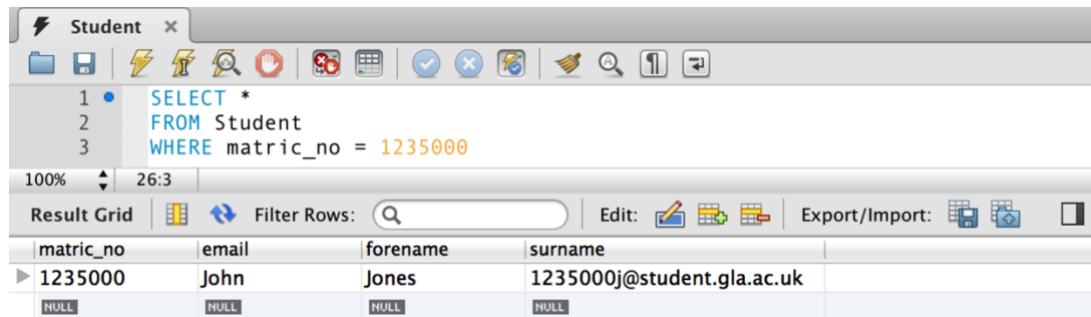 Student ×
1 SELECT *
2 FROM Student
3 WHERE matric_no = 1235000
100% 26:3
Result Grid Filter Rows: Edit: Export/Import:
matric_no email forename surname
1235000 John Jones 1235000j@student.gla.ac.uk
NULL NULL NULL NULL